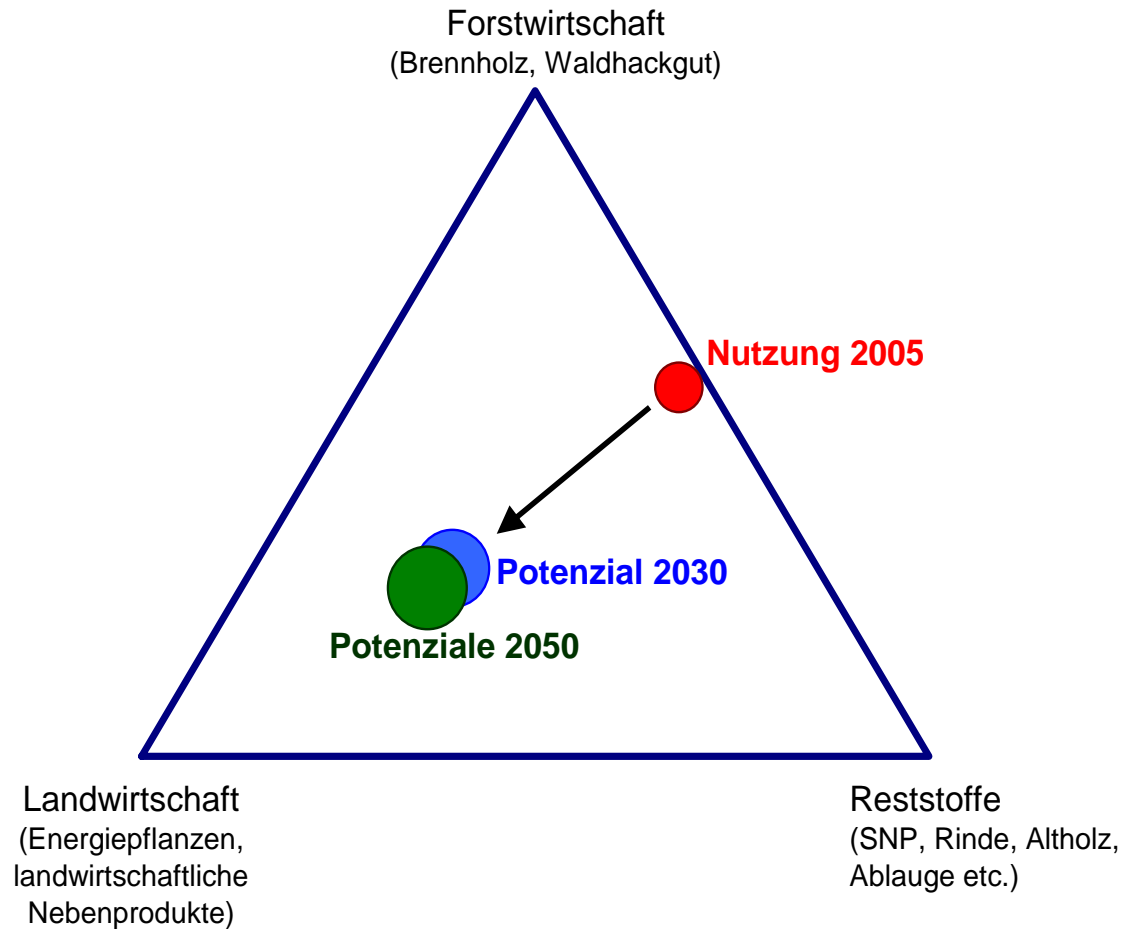 Forstwirtschaft
(Brennholz, Waldhackgut)
Nutzung 2005
Potenzial 2030
Potenziale 2050
Landwirtschaft
(Energiepflanzen,
landwirtschaftliche
Nebenprodukte)
Reststoffe
(SNP, Rinde, Altholz,
Ablauge etc.)